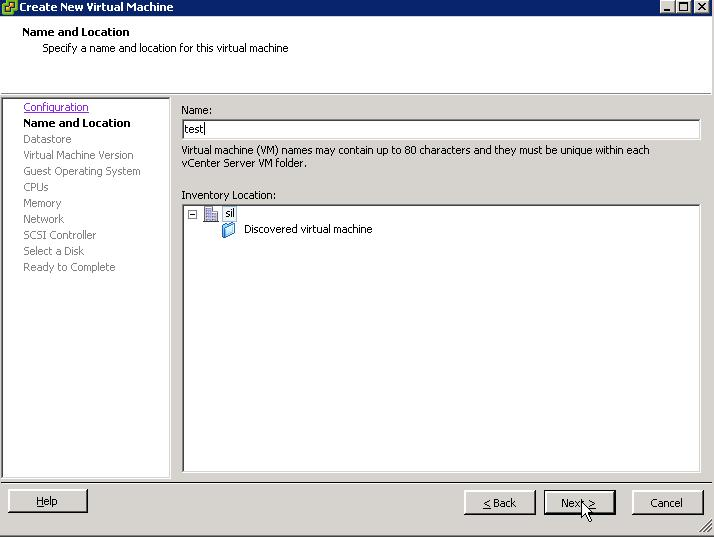 Create New Virtual Machine
Name and Location
Specify a name and location for this virtual machine
Configuration
Name and Location
Datastore
Virtual Machine Version
Guest Operating System
CPUs
Memory
Network
SCSI Controller
Select a Disk
Ready to Complete
Name:
test
Virtual machine (VM) names may contain up to 80 characters and they must be unique within each
vCenter Server VM folder.
Inventory Location:
sil
Discovered virtual machine
Help
< Back
Next >
Cancel